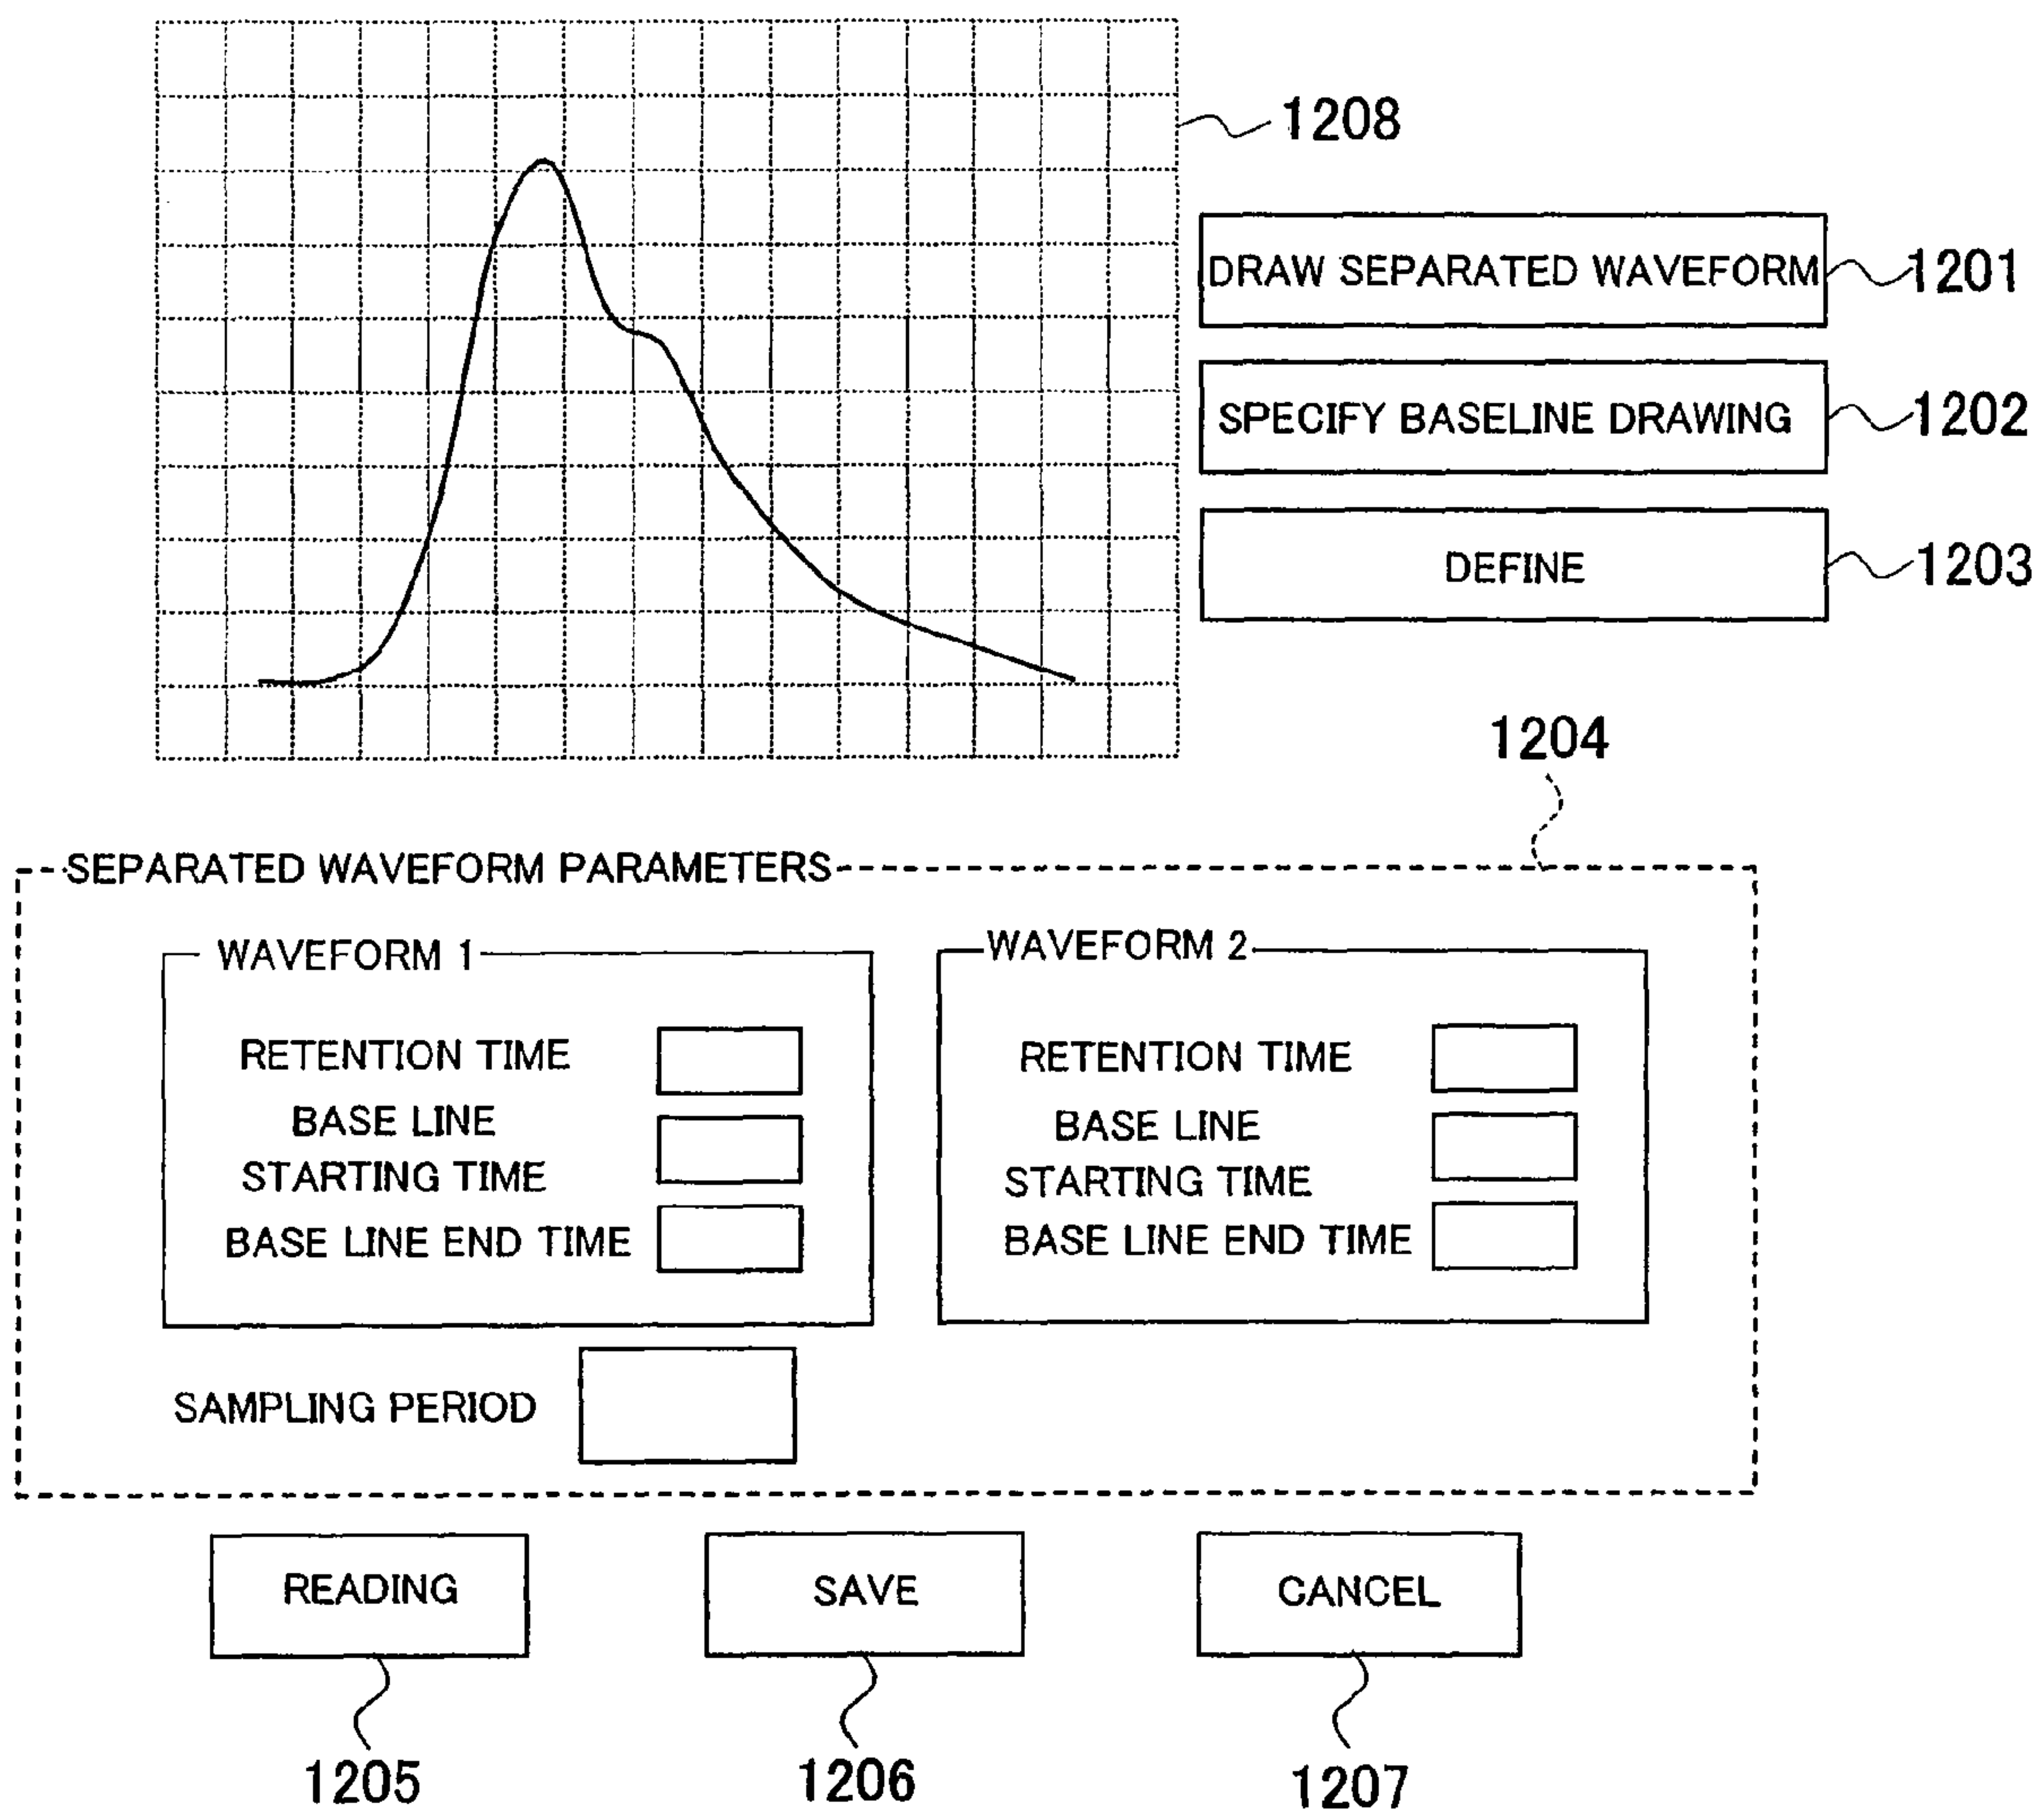 1208
DRAW SEPARATED WAVEFORM
1201
SPECIFY BASELINE DRAWING
1202
DEFINE
1203
1204
SEPARATED WAVEFORM PARAMETERS
WAVEFORM 1
RETENTION TIME
BASE LINE
STARTING TIME
BASE LINE END TIME
WAVEFORM 2
RETENTION TIME
BASE LINE
STARTING TIME
BASE LINE END TIME
SAMPLING PERIOD
READING
SAVE
CANCEL
1205
1206
1207